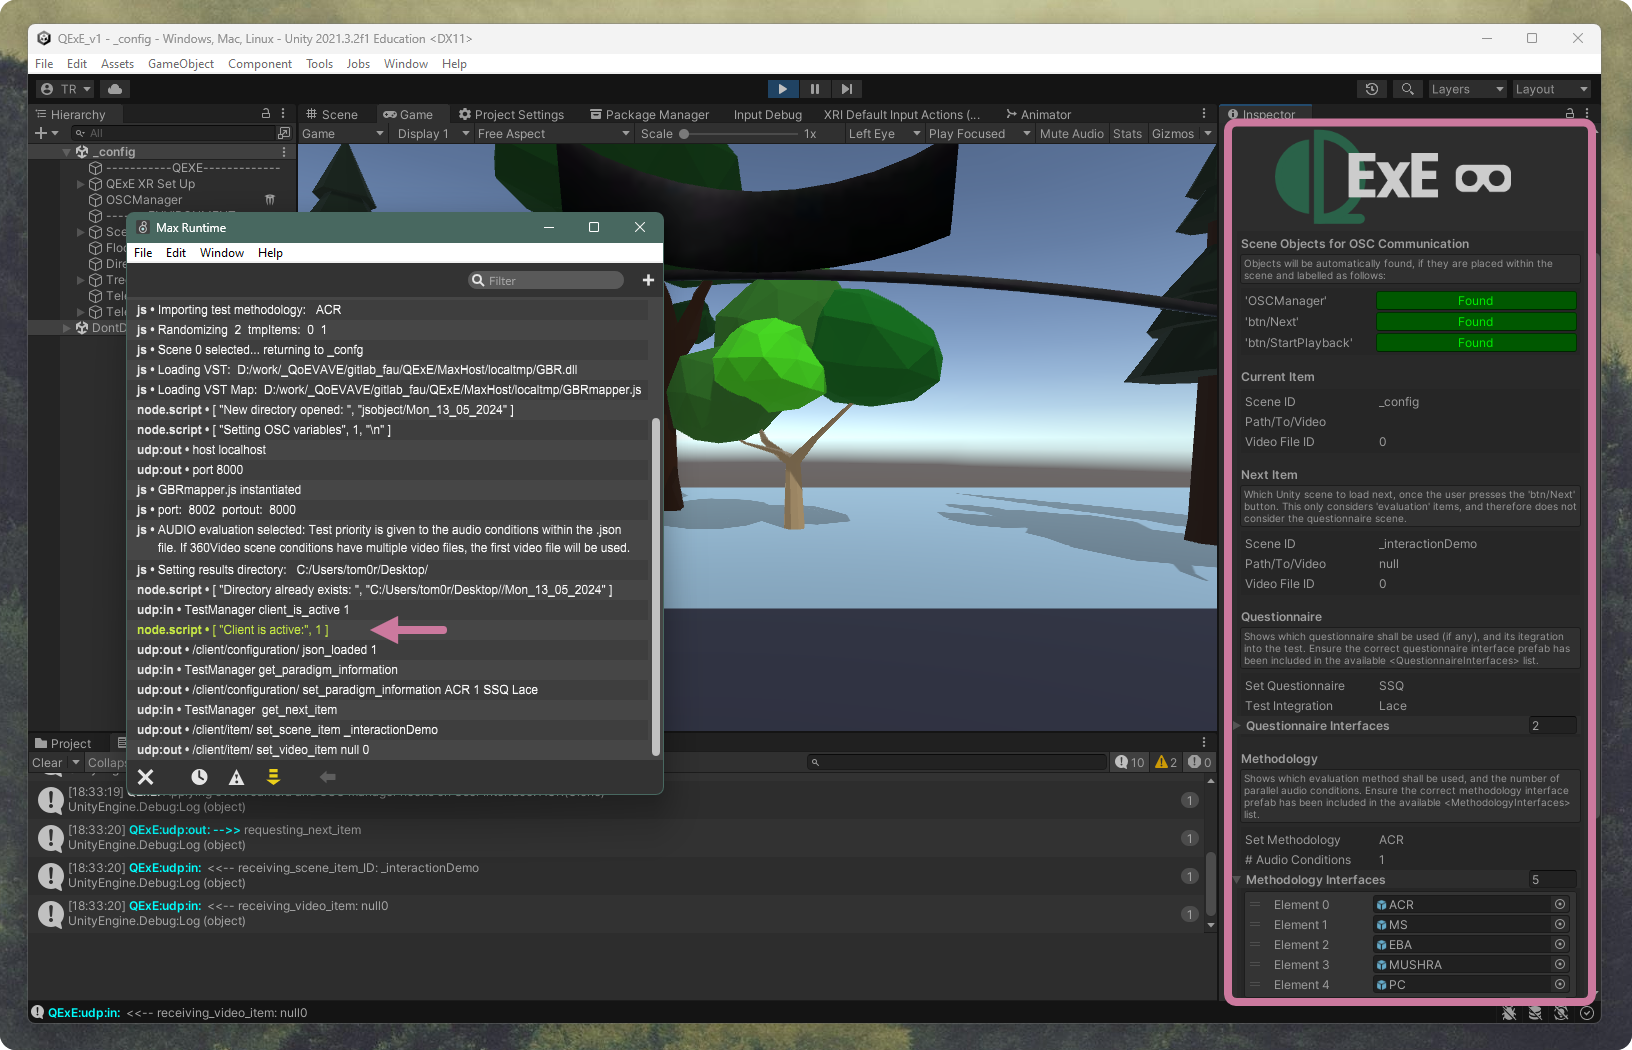 QExE_v1 - _config - Windows, Mac, Linux - Unity 2021.3.2f1 Education <DX11>
File Edit Assets GameObject Component Tools Jobs Window Help
TR Layers Layout
Hierarchy
All
_config
-----------QEXE-------------
QExE XR Set Up
OSCManager
Sce
Floo
Dire
Tre
Tele
Tele
DontD
Scene Game Project Settings Package Manager Input Debug XRI Default Input Actions (... Animator
Game Display 1 Free Aspect Scale 1x Left Eye Play Focused Mute Audio Stats Gizmos
Max Runtime
File Edit Window Help
Filter
js • Importing test methodology: ACR
js • Randomizing 2 tmpItems: 0 1
js • Scene 0 selected... returning to _confg
js • Loading VST: D:/work/_QoEVAVE/gitlab_fau/QExE/MaxHost/localtmp/GBR.dll
js • Loading VST Map: D:/work/_QoEVAVE/gitlab_fau/QExE/MaxHost/localtmp/GBRmapper.js
node.script • [ "New directory opened: ", "jsobject/Mon_13_05_2024" ]
node.script • [ "Setting OSC variables", 1, "\n" ]
udp:out • host localhost
udp:out • port 8000
js • GBRmapper.js instantiated
js • port: 8002 portout: 8000
js • AUDIO evaluation selected: Test priority is given to the audio conditions within the .json
file. If 360Video scene conditions have multiple video files, the first video file will be used.
js • Setting results directory: C:/Users/tom0r/Desktop/
node.script • [ "Directory already exists: ", "C:/Users/tom0r/Desktop//Mon_13_05_2024" ]
udp:in • TestManager client_is_active 1
node.script • [ "Client is active:", 1 ]
udp:out • /client/configuration/ json_loaded 1
udp:in • TestManager get_paradigm_information
udp:out • /client/configuration/ set_paradigm_information ACR 1 SSQ Lace
udp:in • TestManager get_next_item
udp:out • /client/item/ set_scene_item _interactionDemo
udp:out • /client/item/ set_video_item null 0
Project
Clear Collaps
10 2 0
[18:33:19]
UnityEngine.Debug:Log (object)
1
[18:33:20] QExE:udp:out: -->> requesting_next_item
UnityEngine.Debug:Log (object)
1
[18:33:20] QExE:udp:in: <<-- receiving_scene_item_ID: _interactionDemo
UnityEngine.Debug:Log (object)
1
[18:33:20] QExE:udp:in: <<-- receiving_video_item: null0
UnityEngine.Debug:Log (object)
1
QExE:udp:in: <<-- receiving_video_item: null0
Inspector
QExE
Scene Objects for OSC Communication
Objects will be automatically found, if they are placed within the
scene and labelled as follows:
'OSCManager' Found
'btn/Next' Found
'btn/StartPlayback' Found
Current Item
Scene ID _config
Path/To/Video
Video File ID 0
Next Item
Which Unity scene to load next, once the user presses the 'btn/Next'
button. This only considers 'evaluation' items, and therefore does not
consider the questionnaire scene.
Scene ID _interactionDemo
Path/To/Video null
Video File ID 0
Questionnaire
Shows which questionnaire shall be used (if any), and its itegration
into the test. Ensure the correct questionnaire interface prefab has
been included in the available <QuestionnaireInterfaces> list.
Set Questionnaire SSQ
Test Integration Lace
Questionnaire Interfaces 2
Methodology
Shows which evaluation method shall be used, and the number of
parallel audio conditions. Ensure the correct methodology interface
prefab has been included in the available <MethodologyInterfaces>
list.
Set Methodology ACR
# Audio Conditions 1
Methodology Interfaces 5
Element 0 ACR
Element 1 MS
Element 2 EBA
Element 3 MUSHRA
Element 4 PC